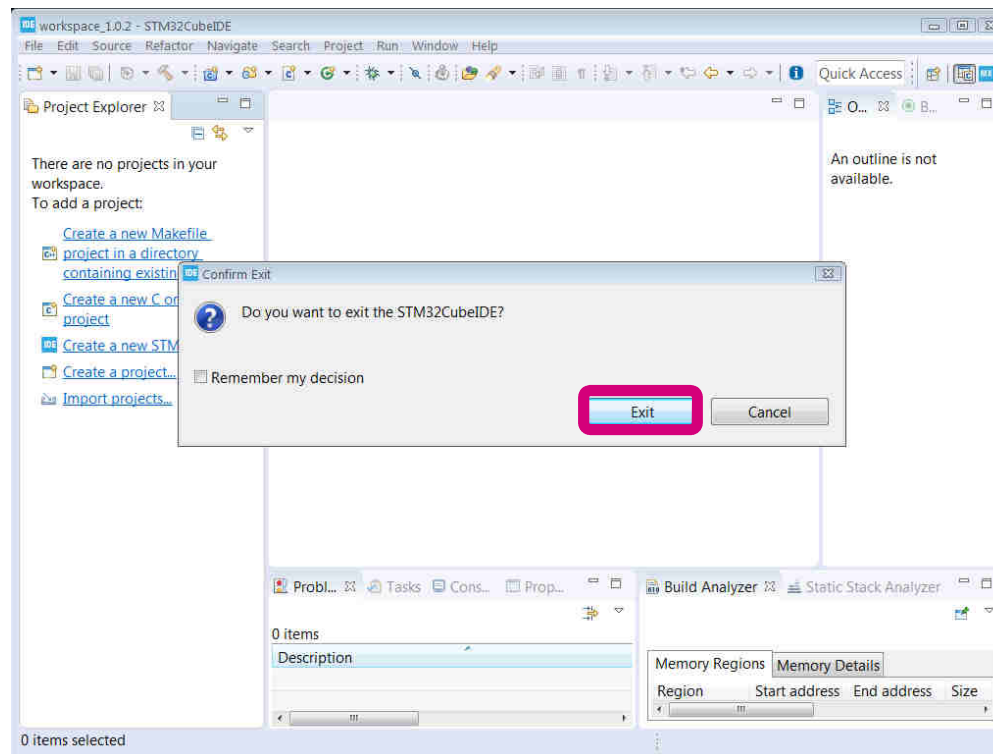 IDE workspace_1.0.2 - STM32CubeIDE
File Edit Source Refactor Navigate Search Project Run Window Help
Quick Access
MX
Project Explorer
O... B...
There are no projects in your
workspace.
To add a project:
An outline is not
available.
Create a new Makefile
project in a directory
containing existin
Create a new C or
project
IDE Create a new STM
Create a project...
Import projects...
IDE Confirm Exit
Do you want to exit the STM32CubeIDE?
Remember my decision
Exit Cancel
Probl... Tasks Cons... Prop...
Build Analyzer Static Stack Analyzer
0 items
Description
Memory Regions Memory Details
Region Start address End address Size
0 items selected